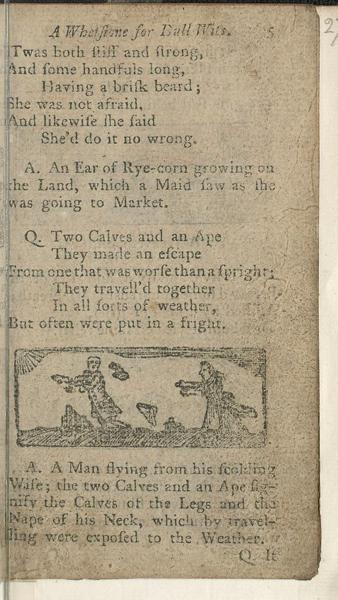 A Whetstone for Dull Wits. 5
'Twas both stiff and strong,
And some handfuls long,
Having a brisk beard;
She was not afraid,
And likewise she said
She'd do it no wrong.
A. An Ear of Rye-corn growing on
the Land, which a Maid saw as she
was going to Market.
Q. Two Calves and an Ape
They made an escape
From one that was worse than a spright;
They travell'd together
In all sorts of weather,
But often were put in a fright.
A. A Man flying from his scolding
Wife; the two Calves and an Ape sig-
nify the Calves of the Legs and the
Nape of his Neck, which by travel-
ling were exposed to the Weather.
Q. It